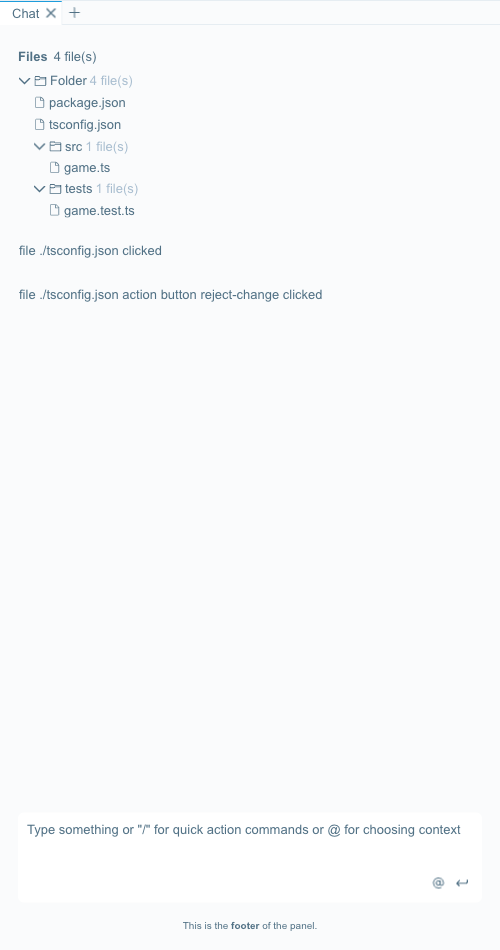 Chat
Files 4 file(s)
Folder 4 file(s)
package.json
tsconfig.json
src 1 file(s)
game.ts
tests 1 file(s)
game.test.ts
file ./tsconfig.json clicked
file ./tsconfig.json action button reject-change clicked
Type something or "/" for quick action commands or @ for choosing context
@
This is the footer of the panel.